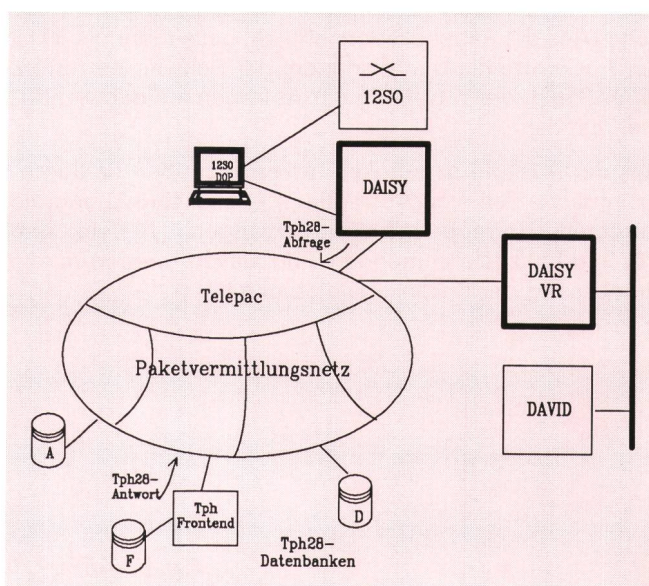 12SO
12SO
DOP
DAISY
Tph28-
Abfrage
DAISY
VR
Telepac
Paketvermittlungsnetz
DAVID
A
Tph28-
Antwort
Tph
Frontend
D
F
Tph28-
Datenbanken